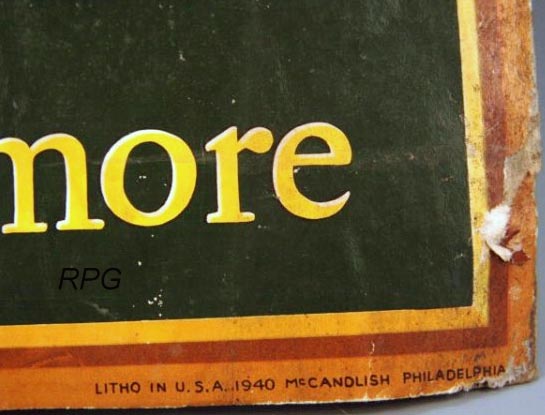 more
RPG
LITHO IN U.S.A. 1940 McCANDLISH PHILADELPHIA